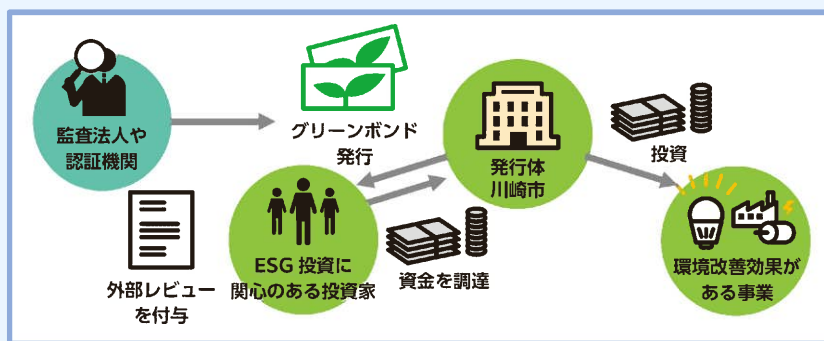 監査法人や
認証機関
グリーンボンド
発行
発行体
川崎市
投資
外部レビュー
を付与
ESG 投資に
関心のある投資家
資金を調達
環境改善効果が
ある事業